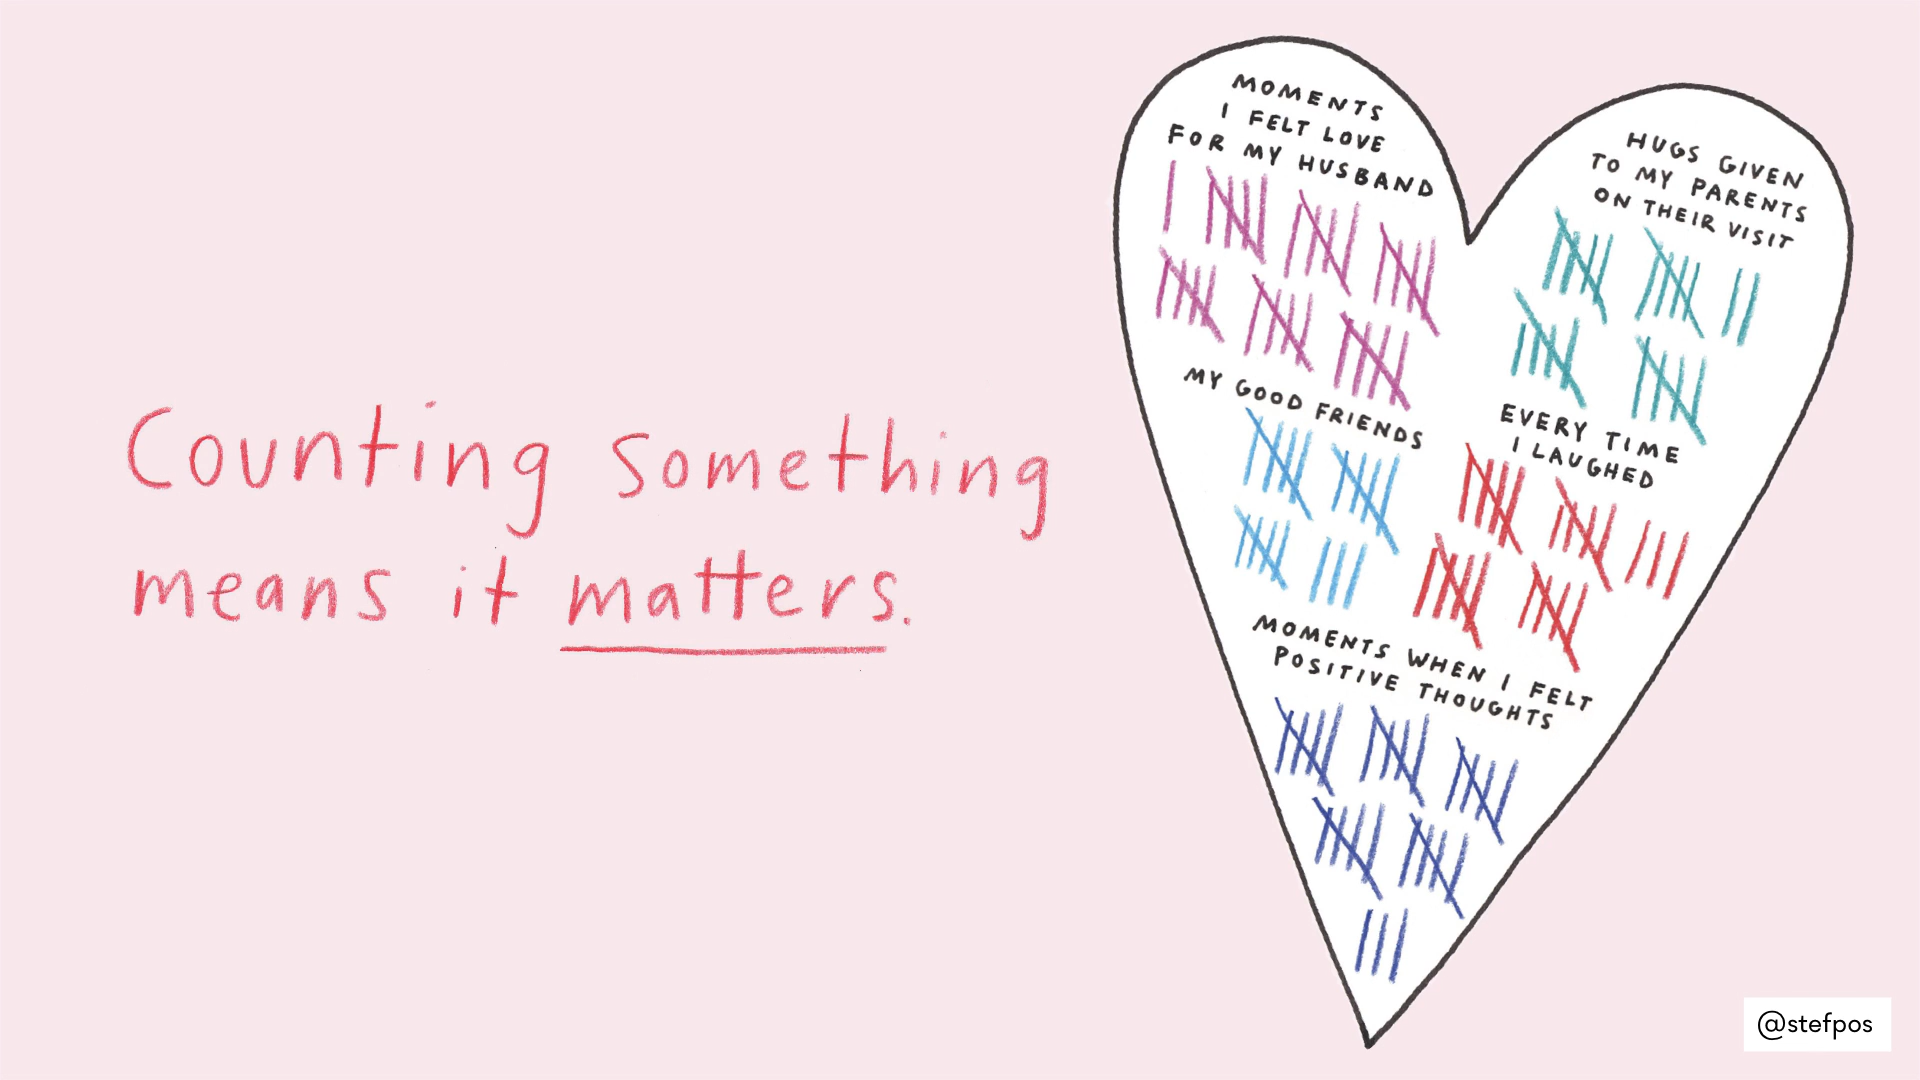 Counting something
means it matters.
MOMENTS
I FELT LOVE
FOR MY HUSBAND
HUGS GIVEN
TO MY PARENTS
ON THEIR VISIT
MY GOOD FRIENDS
EVERY TIME
I LAUGHED
MOMENTS WHEN I FELT
POSITIVE THOUGHTS
@stefpos